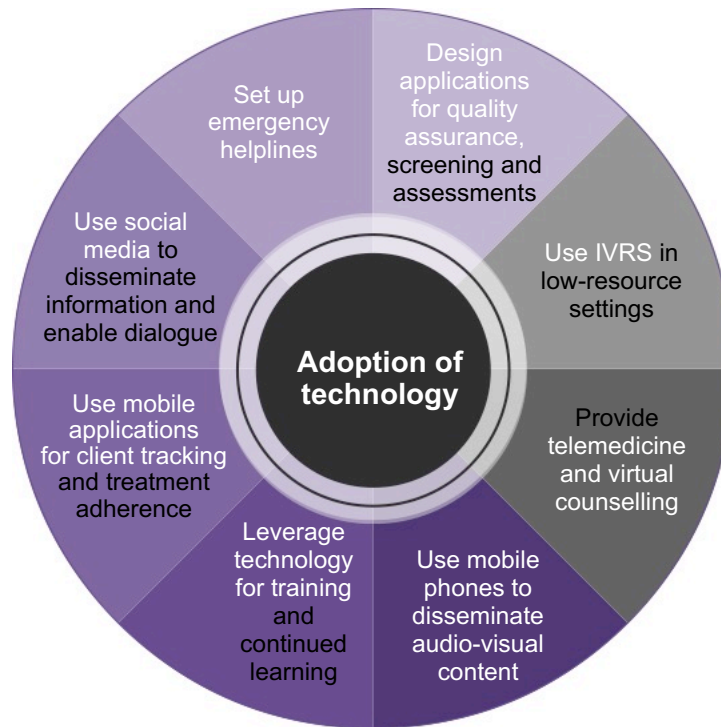 Adoption of
technology
Design
applications
for quality
assurance,
screening and
assessments
Use IVRS in
low-resource
settings
Provide
telemedicine
and virtual
counselling
Use mobile
phones to
disseminate
audio-visual
content
Leverage
technology
for training
and
continued
learning
Use mobile
applications
for client tracking
and treatment
adherence
Use social
media to
disseminate
information and
enable dialogue
Set up
emergency
helplines